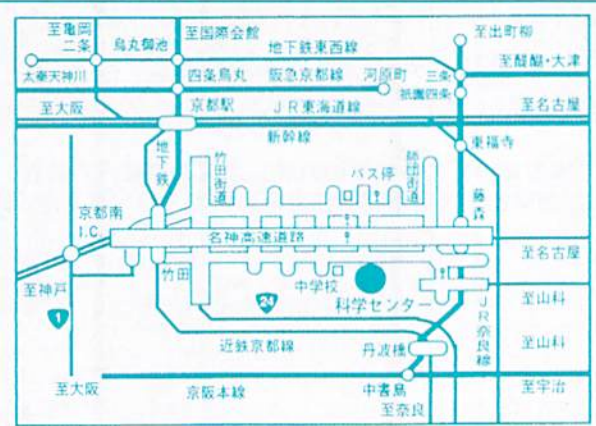 至亀岡
二条
烏丸御池
至国際会館
地下鉄東西線
至出町柳
太秦天神川
四条烏丸
阪急京都線
河原町
三条
至醍醐・大津
祇園四条
至大阪
京都駅
JR東海道線
至名古屋
新幹線
地下鉄
竹田街道
師団街道
バス停
東福寺
藤森
京都南
I.C.
名神高速道路
至名古屋
至神戸
竹田
中学校
科学センター
24
1
JR奈良線
至山科
近鉄京都線
丹波橋
至山科
至大阪
京阪本線
中書島
至宇治
至奈良